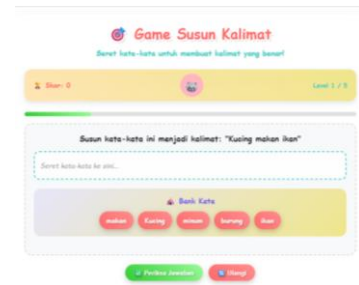 Game Susun Kalimat
Seret kata-kata untuk membuat kalimat yang benar!
Skor: 0
Level 1 / 5
Susun kata-kata ini menjadi kalimat: "Kucing makan ikan"
Seret kata-kata ke sini...
Bank Kata
makan Kucing minum burung ikan
Periksa Jawaban Ulangi